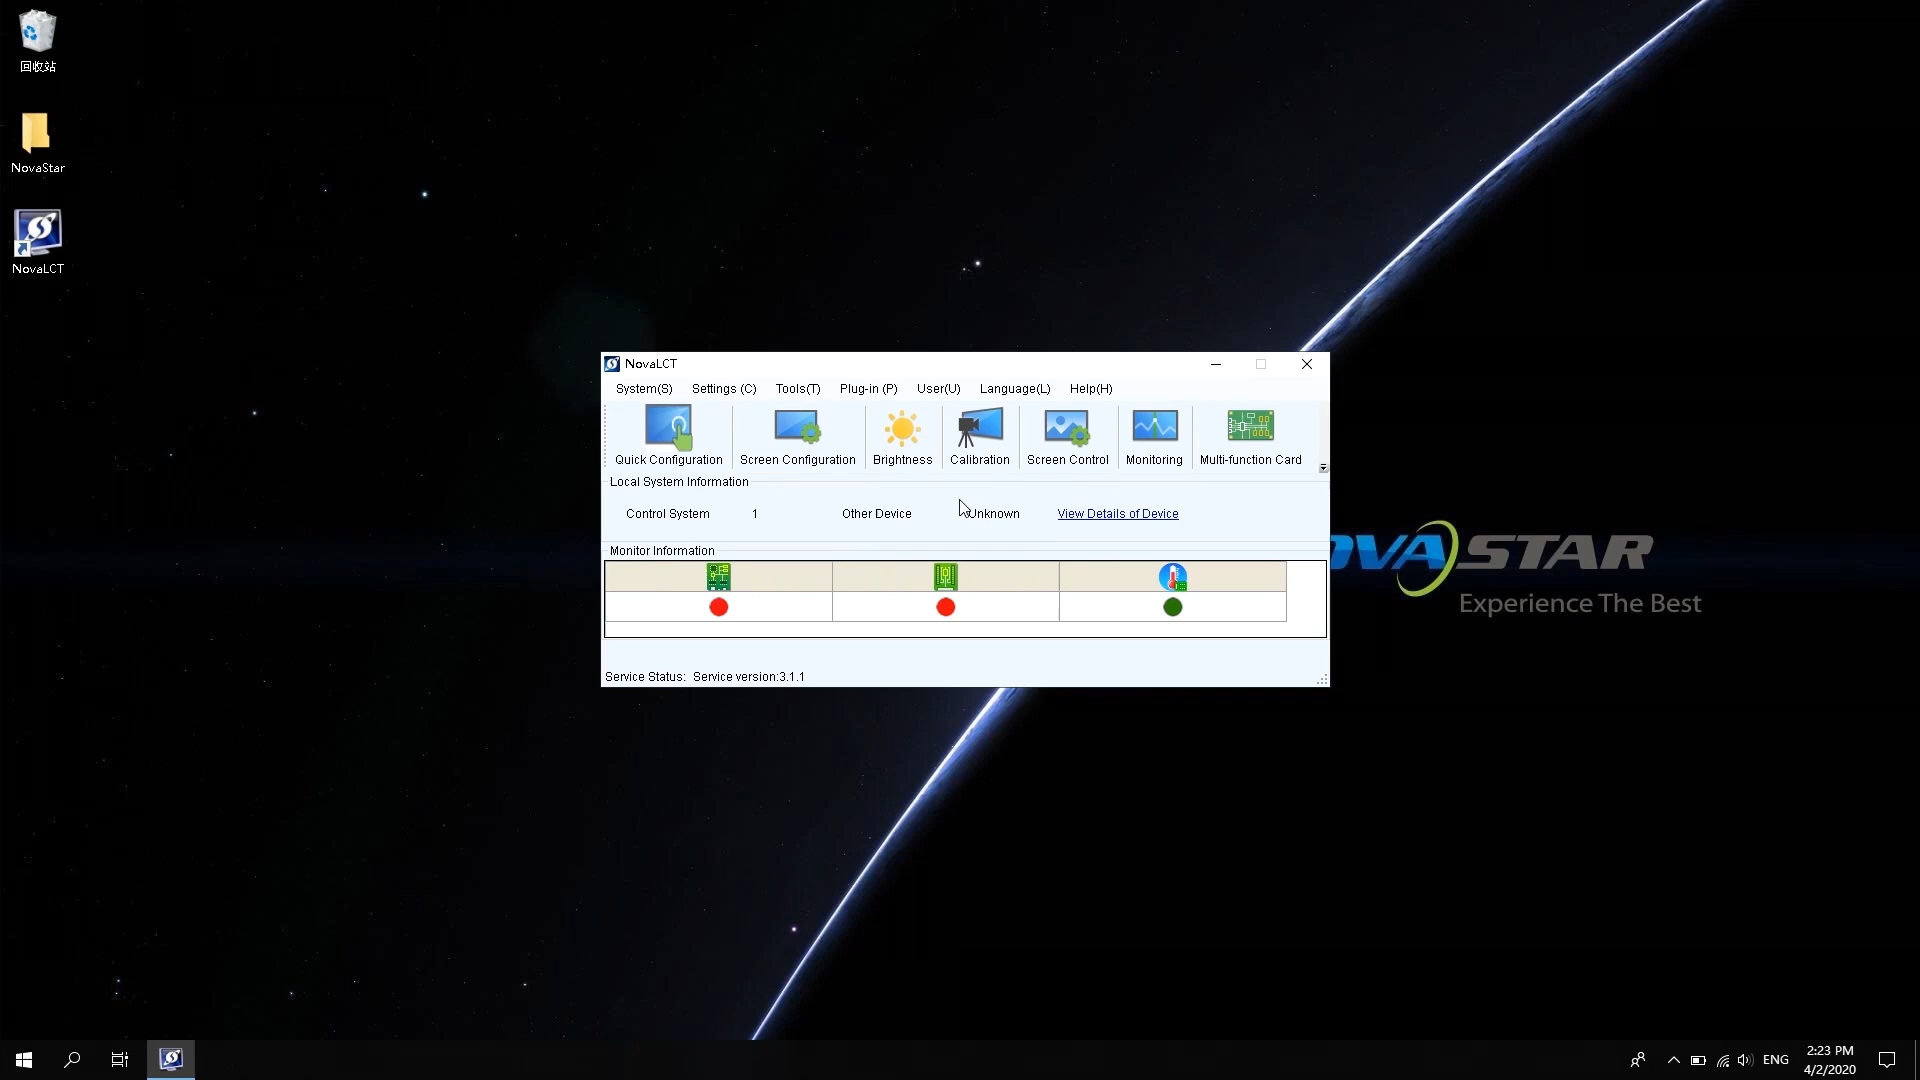 回收站
NovaStar
NovaLCT
NovaLCT
System(S) Settings (C) Tools(T) Plug-in (P) User(U) Language(L) Help(H)
Quick Configuration Screen Configuration Brightness Calibration Screen Control Monitoring Multi-function Card
Local System Information
Control System 1 Other Device Unknown View Details of Device
Monitor Information
Service Status: Service version:3.1.1
OVASTAR
Experience The Best
ENG
2:23 PM
4/2/2020